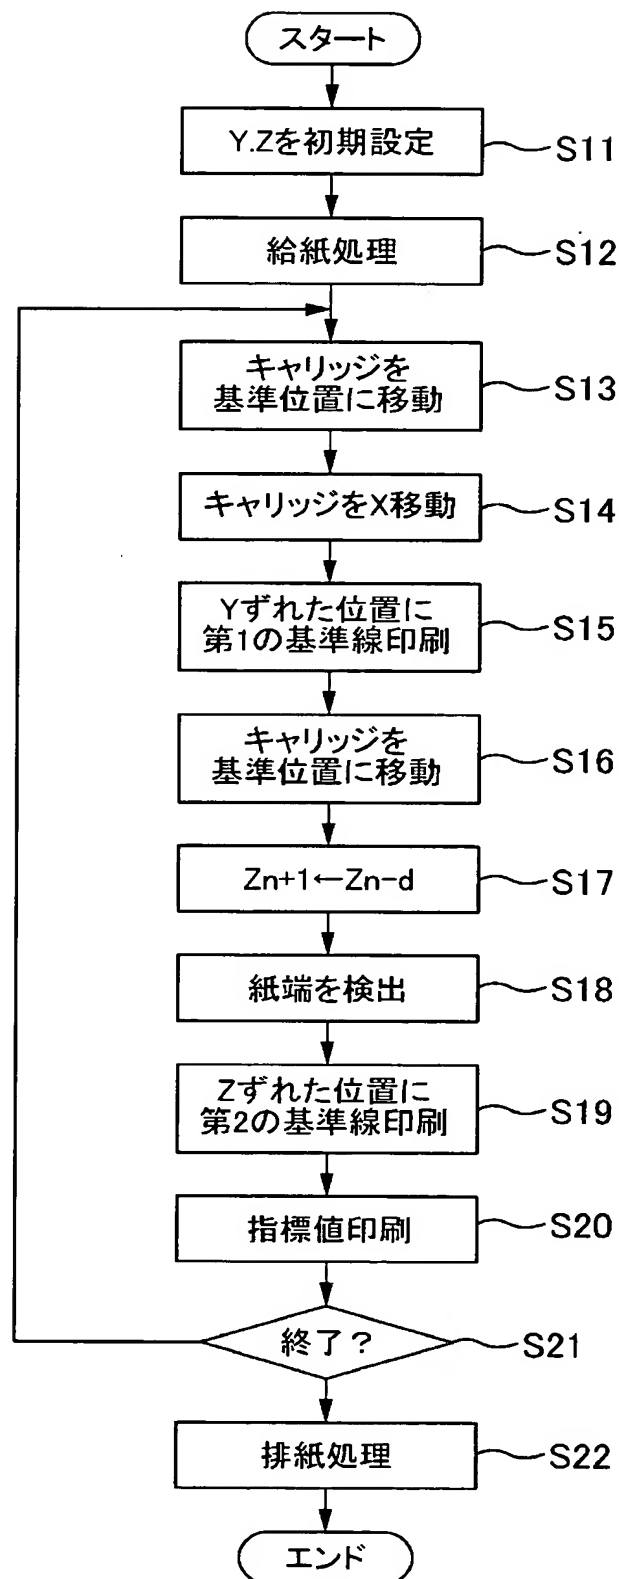 スタート
Y.Zを初期設定
S11
給紙処理
S12
キャリッジを
基準位置に移動
S13
キャリッジをX移動
S14
Yずれた位置に
第1の基準線印刷
S15
キャリッジを
基準位置に移動
S16
Zn+1←Zn-d
S17
紙端を検出
S18
Zずれた位置に
第2の基準線印刷
S19
指標値印刷
S20
終了？
S21
排紙処理
S22
エンド